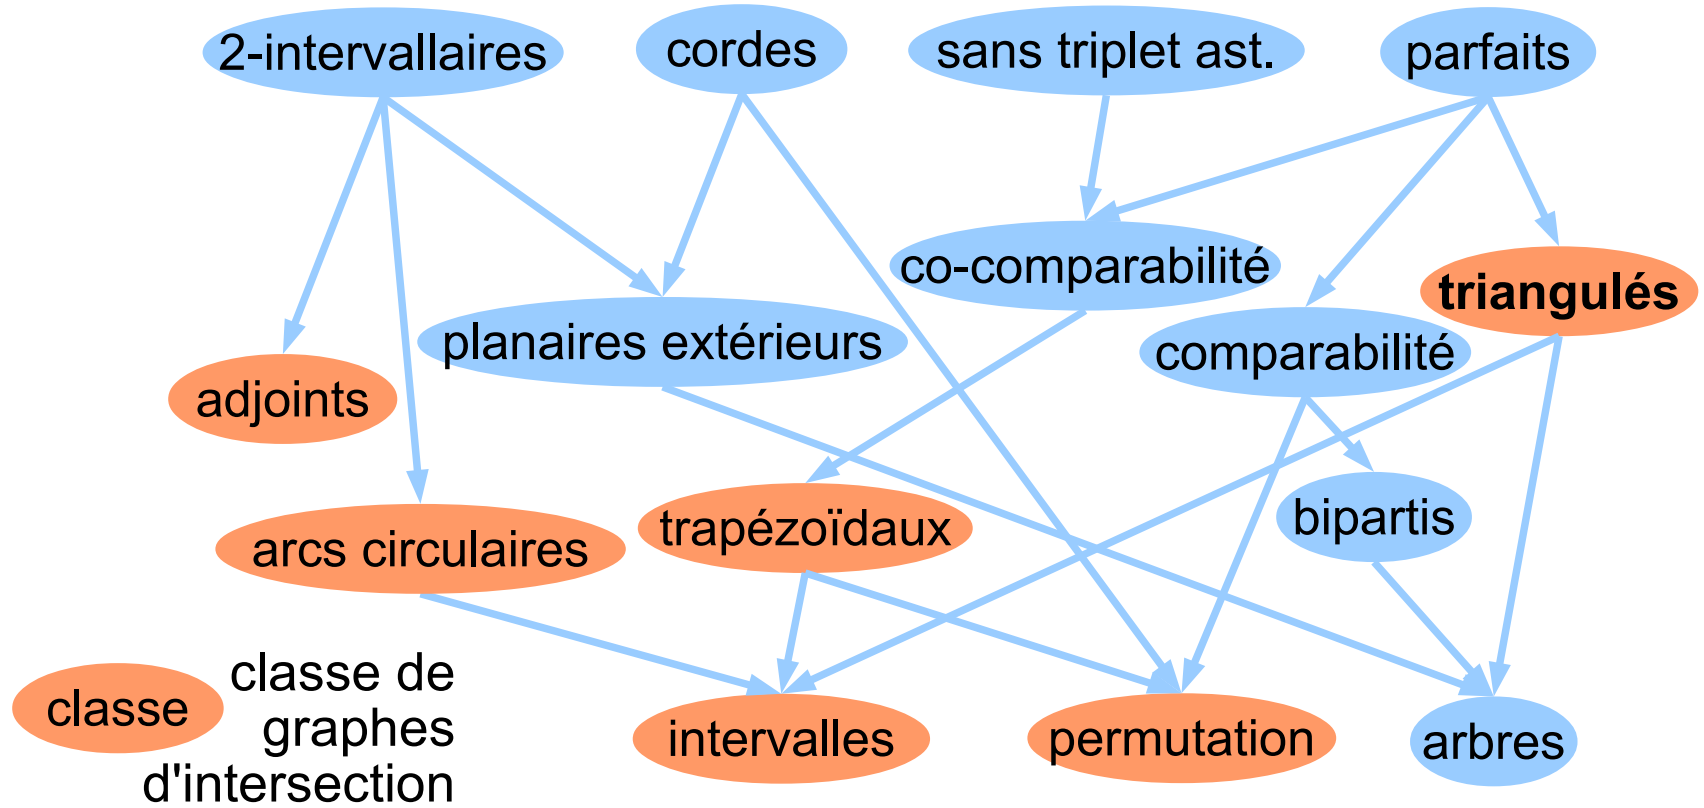 2-intervallaires
cordes
sans triplet ast.
parfaits
co-comparabilité
triangulés
planaires extérieurs
comparabilité
adjoints
bipartis
trapézoïdaux
arcs circulaires
classe
classe de
graphes
d'intersection
intervalles
permutation
arbres